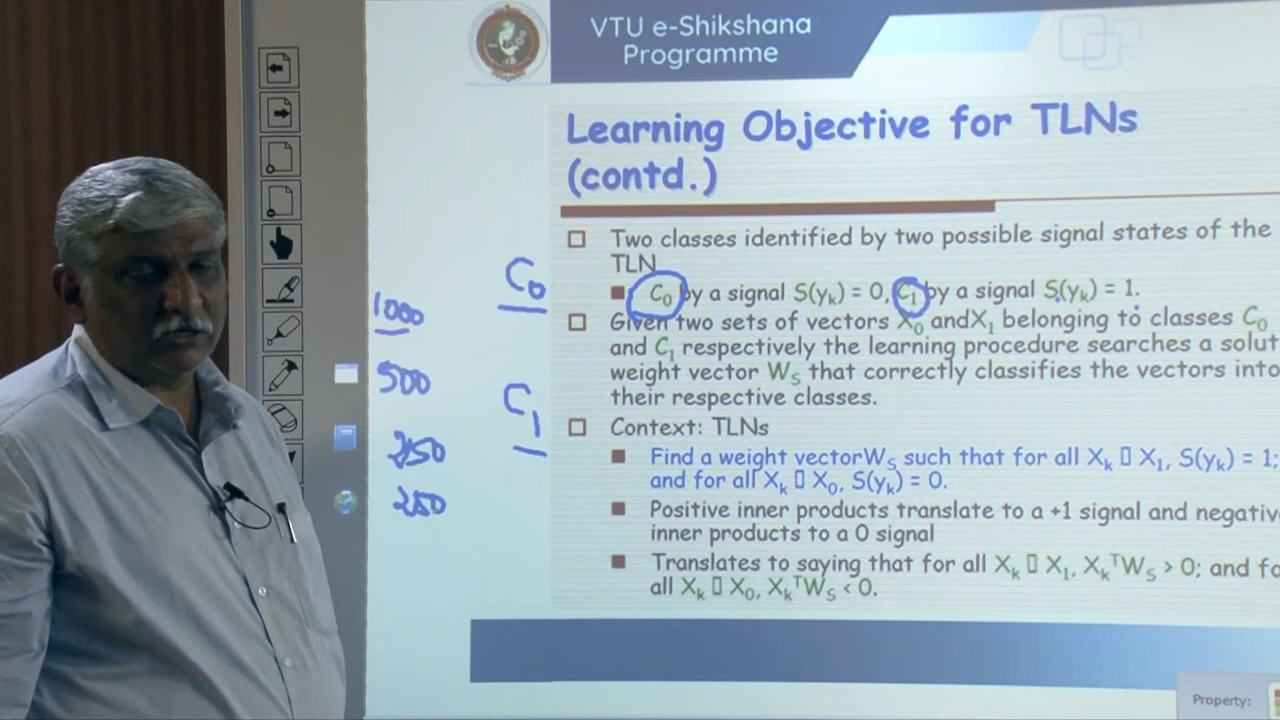 VTU e-Shikshana
Programme
Learning Objective for TLNs
(contd.)
Two classes identified by two possible signal states of the
TLN
C₀ by a signal S(yₖ) = 0, C₁ by a signal S(yₖ) = 1.
Given two sets of vectors X₀ andX₁ belonging to classes C₀
and C₁ respectively the learning procedure searches a solut
weight vector Wₛ that correctly classifies the vectors into
their respective classes.
Context: TLNs
Find a weight vectorWₛ such that for all Xₖ ▯ X₁, S(yₖ) = 1;
and for all Xₖ ▯ X₀, S(yₖ) = 0.
Positive inner products translate to a +1 signal and negative
inner products to a 0 signal
Translates to saying that for all Xₖ ▯ X₁, XₖᵀWₛ > 0; and fo
all Xₖ ▯ X₀, XₖᵀWₛ < 0.
C₀
1000
500
C₁
250
250
Property: